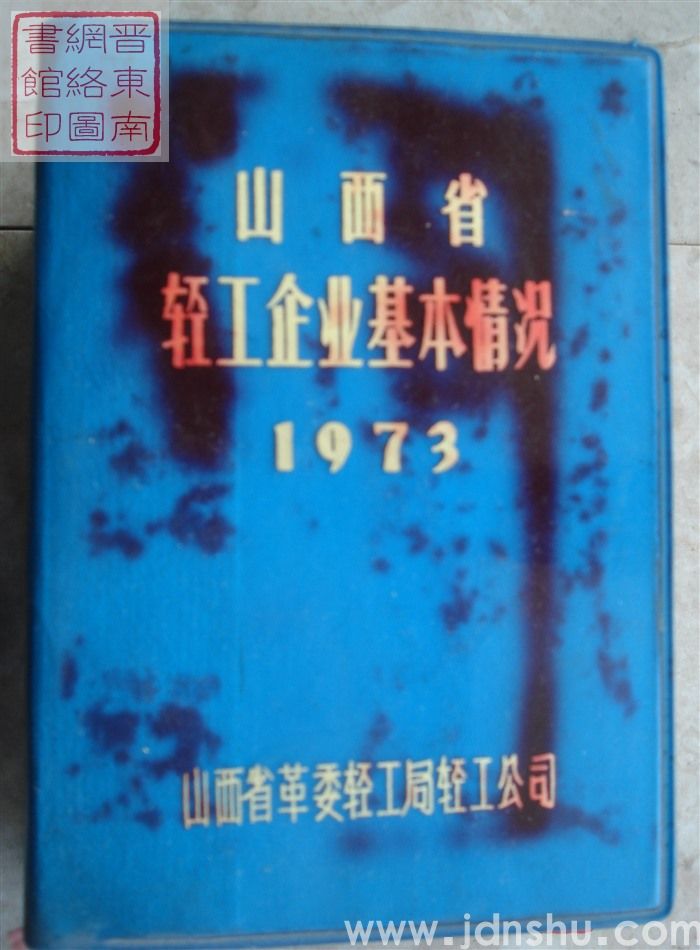 晋東南
網絡圖
書館印
山西省
轻工企业基本情况
1973
山西省革委轻工局轻工公司
www.jdnshu.com